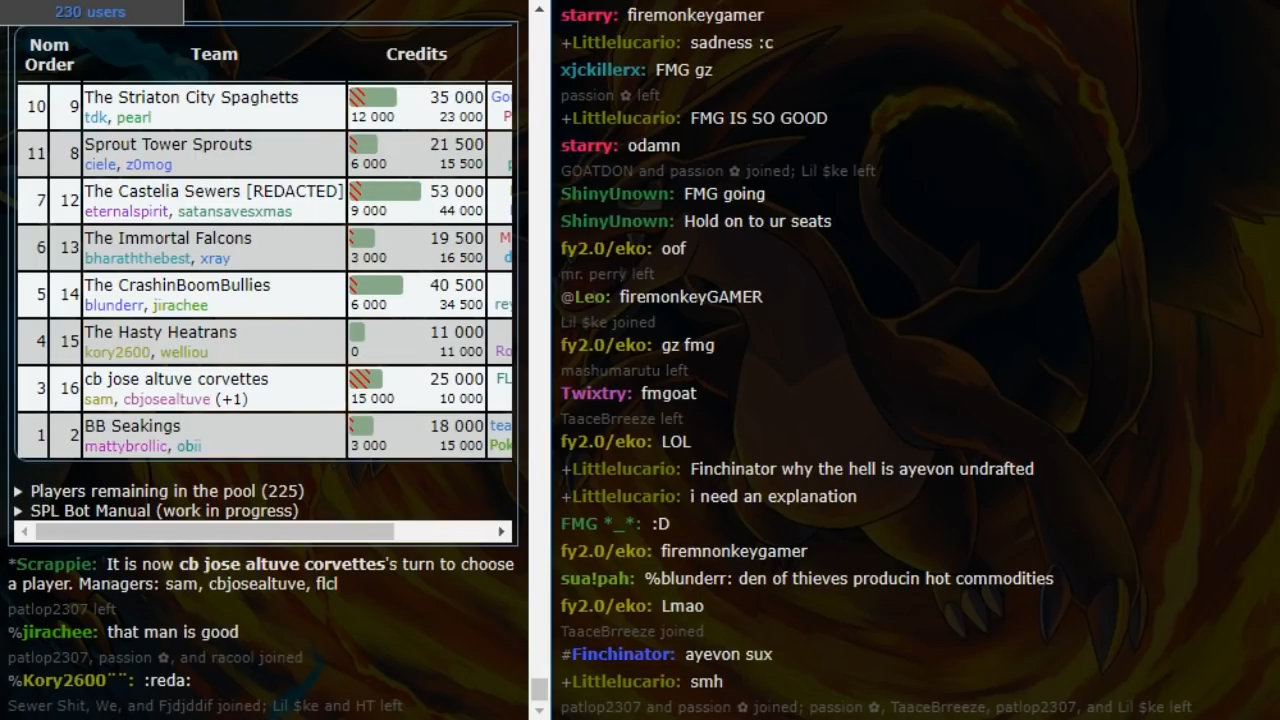 230 users
Nom Order Team Credits
10 9 The Striaton City Spaghetts 35 000
tdk, pearl 12 000 23 000
11 8 Sprout Tower Sprouts 21 500
ciele, z0mog 6 000 15 500
7 12 The Castelia Sewers [REDACTED] 53 000
eternalspirit, satansavesxmas 9 000 44 000
6 13 The Immortal Falcons 19 500
bharaththebest, xray 3 000 16 500
5 14 The CrashinBoomBullies 40 500
blunderr, jirachee 6 000 34 500
4 15 The Hasty Heatrans 11 000
kory2600, welliou 0 11 000
3 16 cb jose altuve corvettes 25 000
sam, cbjosealtuve (+1) 15 000 10 000
1 2 BB Seakings 18 000
mattybrollic, obii 3 000 15 000
▸ Players remaining in the pool (225)
▸ SPL Bot Manual (work in progress)
*Scrappie: It is now cb jose altuve corvettes's turn to choose
a player. Managers: sam, cbjosealtuve, flcl
patlop2307 left
%jirachee: that man is good
patlop2307, passion ✿, and racool joined
%Kory2600¨¨: :reda:
Sewer Shit, We, and Fjdjddif joined; Lil $ke and HT left
starry: firemonkeygamer
+Littlelucario: sadness :c
xjckillerx: FMG gz
passion ✿ left
+Littlelucario: FMG IS SO GOOD
starry: odamn
GOATDON and passion ✿ joined; Lil $ke left
ShinyUnown: FMG going
ShinyUnown: Hold on to ur seats
fy2.0/eko: oof
mr. perry left
@Leo: firemonkeyGAMER
Lil $ke joined
fy2.0/eko: gz fmg
mashumarutu left
Twixtry: fmgoat
TaaceBrreeze left
fy2.0/eko: LOL
+Littlelucario: Finchinator why the hell is ayevon undrafted
+Littlelucario: i need an explanation
FMG *_*: :D
fy2.0/eko: firemnonkeygamer
sua!pah: %blunderr: den of thieves producin hot commodities
fy2.0/eko: Lmao
TaaceBrreeze joined
#Finchinator: ayevon sux
+Littlelucario: smh
patlop2307 and passion ✿ joined; passion ✿, TaaceBrreeze, patlop2307, and Lil $ke left